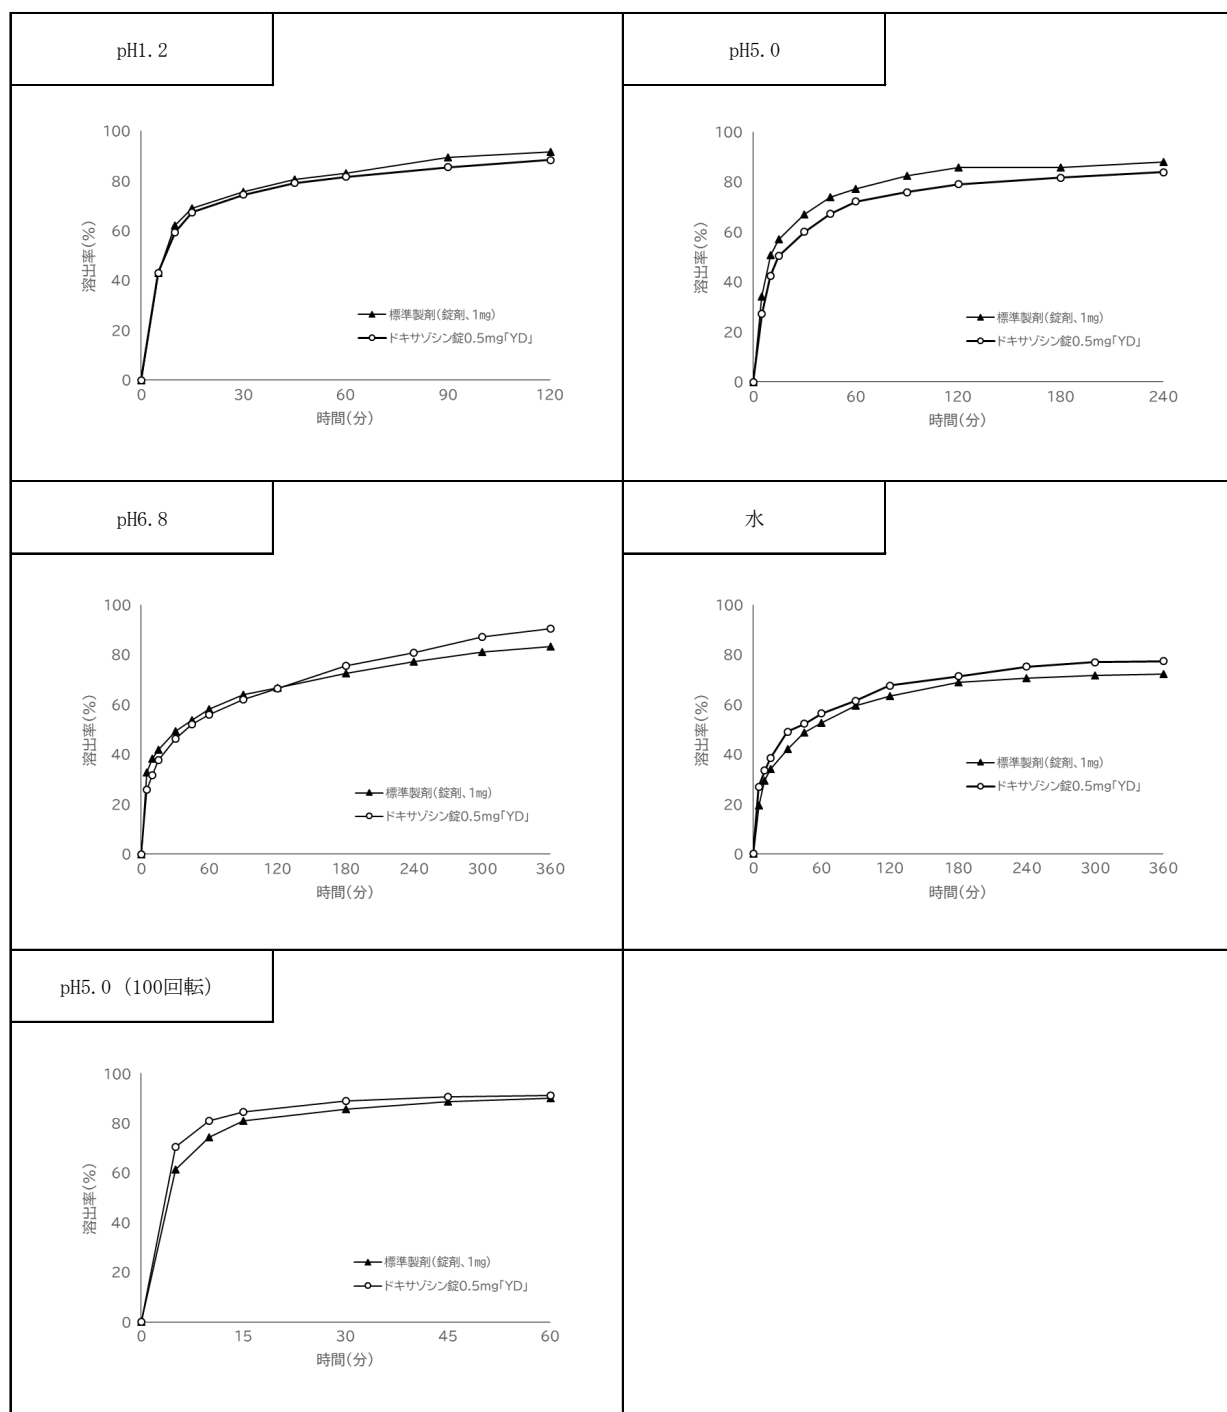 pH1.2
100
80
60
40
20
0
溶出率(%)
標準製剤(錠剤、1㎎)
ドキサゾシン錠0.5mg「YD」
0 30 60 90 120
時間(分)
pH5.0
100
80
60
40
20
0
溶出率(%)
標準製剤(錠剤、1㎎)
ドキサゾシン錠0.5mg「YD」
0 60 120 180 240
時間(分)
pH6.8
100
80
60
40
20
0
溶出率(%)
標準製剤(錠剤、1㎎)
ドキサゾシン錠0.5mg「YD」
0 60 120 180 240 300 360
時間(分)
水
100
80
60
40
20
0
溶出率(%)
標準製剤(錠剤、1㎎)
ドキサゾシン錠0.5mg「YD」
0 60 120 180 240 300 360
時間(分)
pH5.0 (100回転)
100
80
60
40
20
0
溶出率(%)
標準製剤(錠剤、1㎎)
ドキサゾシン錠0.5mg「YD」
0 15 30 45 60
時間(分)